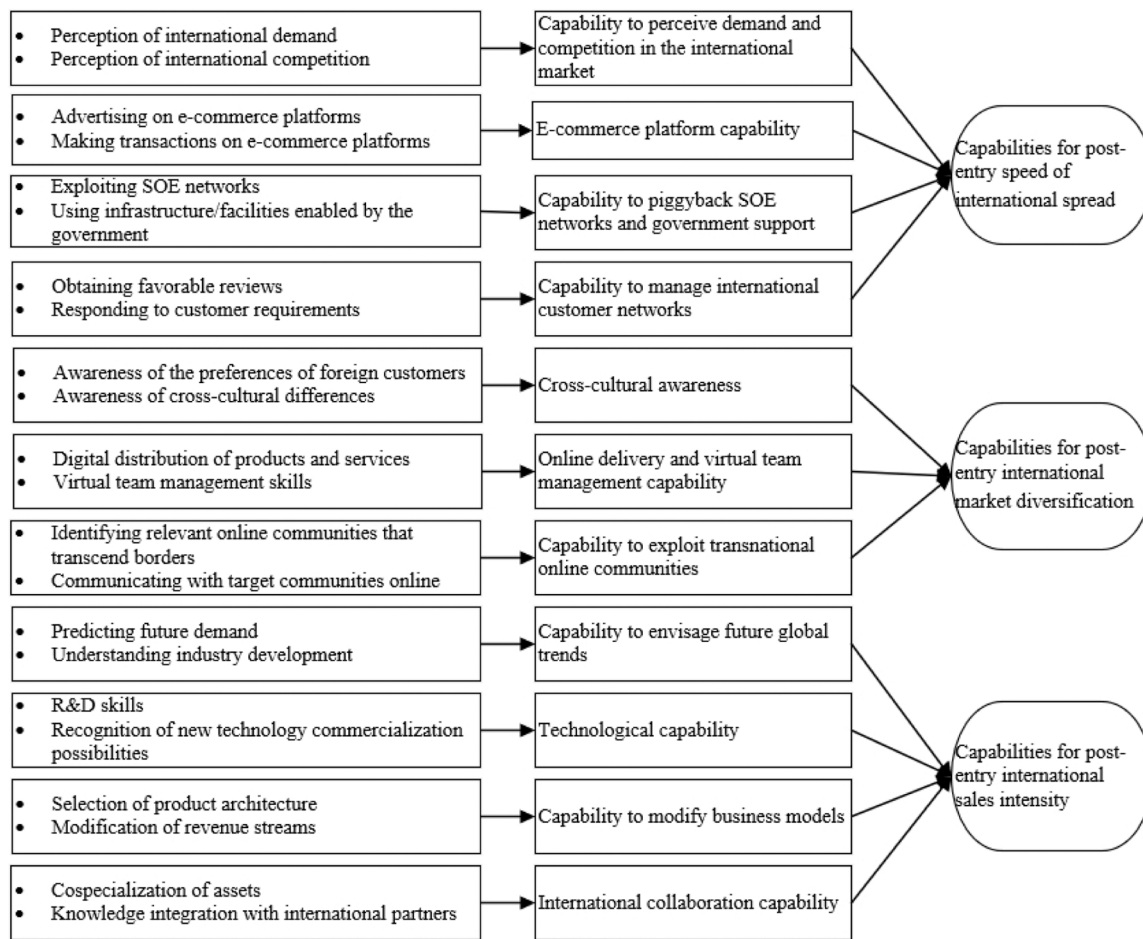 • Perception of international demand
• Perception of international competition
Capability to perceive demand and
competition in the international
market
• Advertising on e-commerce platforms
• Making transactions on e-commerce platforms
E-commerce platform capability
• Exploiting SOE networks
• Using infrastructure/facilities enabled by the
government
Capability to piggyback SOE
networks and government support
• Obtaining favorable reviews
• Responding to customer requirements
Capability to manage international
customer networks
Capabilities for post-
entry speed of
international spread
• Awareness of the preferences of foreign customers
• Awareness of cross-cultural differences
Cross-cultural awareness
• Digital distribution of products and services
• Virtual team management skills
Online delivery and virtual team
management capability
• Identifying relevant online communities that
transcend borders
• Communicating with target communities online
Capability to exploit transnational
online communities
Capabilities for post-
entry international
market diversification
• Predicting future demand
• Understanding industry development
Capability to envisage future global
trends
• R&D skills
• Recognition of new technology commercialization
possibilities
Technological capability
• Selection of product architecture
• Modification of revenue streams
Capability to modify business models
• Cospecialization of assets
• Knowledge integration with international partners
International collaboration capability
Capabilities for post-
entry international
sales intensity